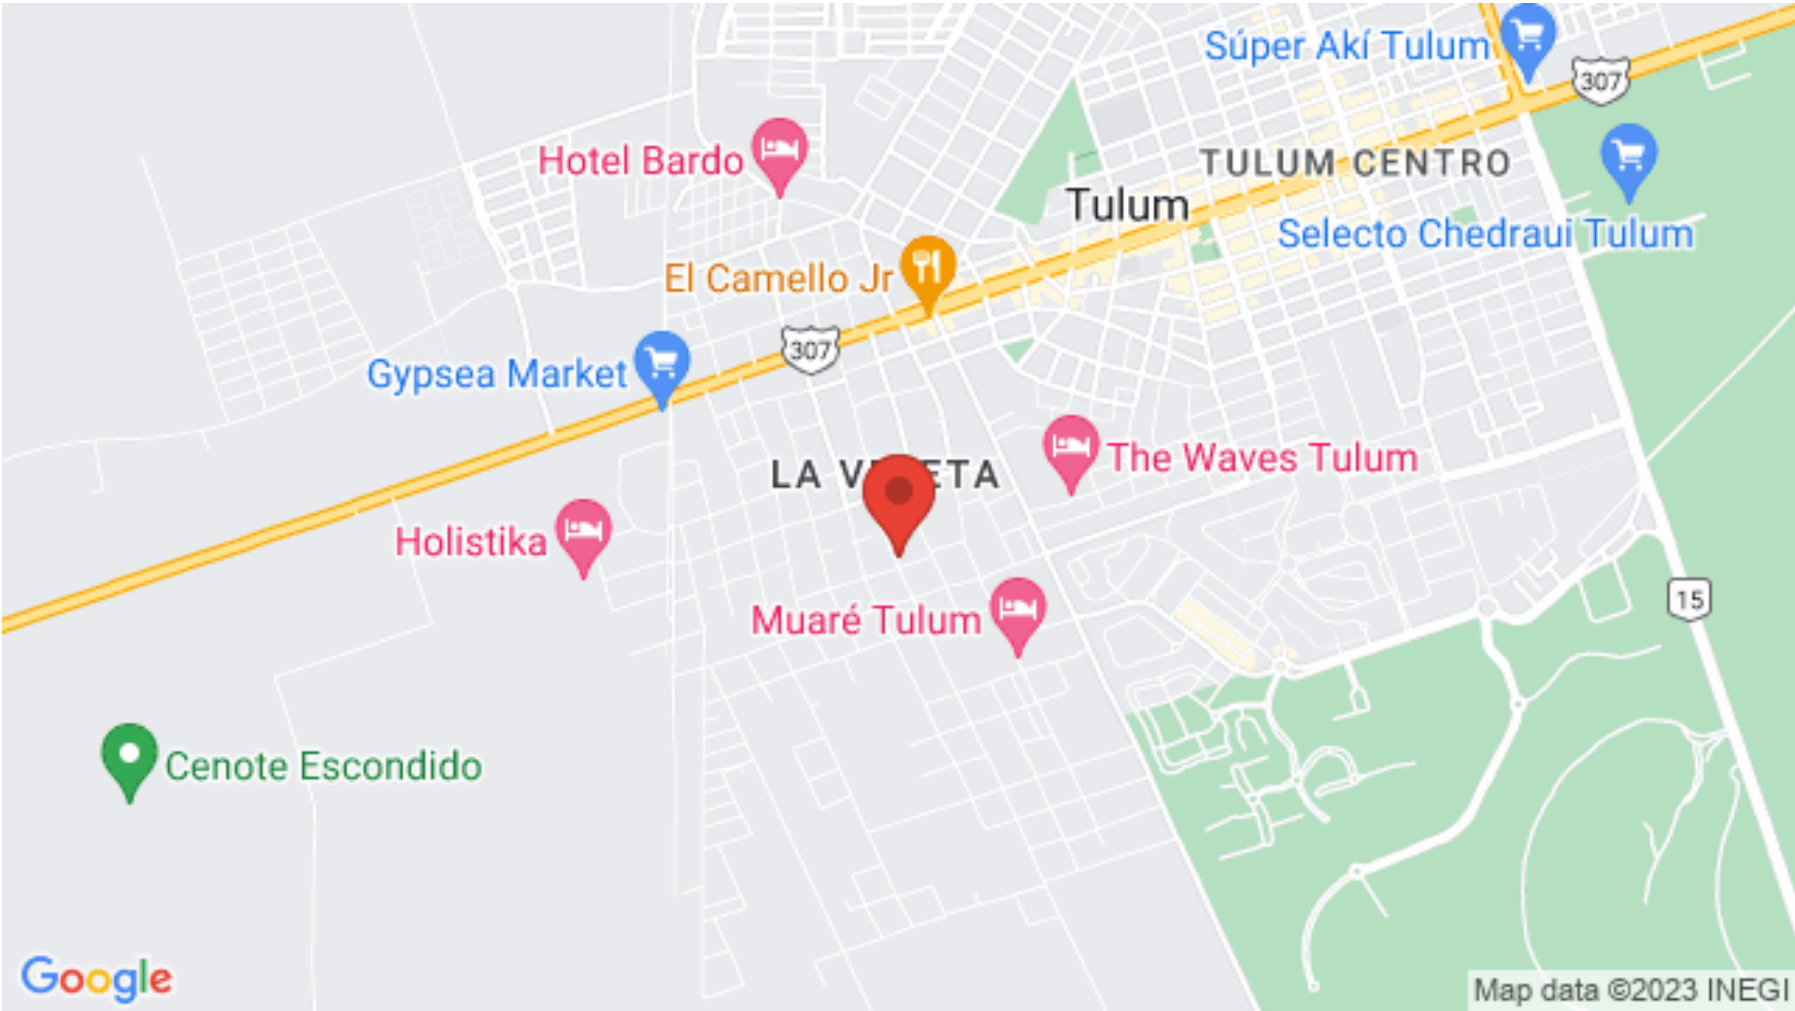 Súper Akí Tulum
307
Hotel Bardo
TULUM CENTRO
Tulum
Selecto Chedraui Tulum
El Camello Jr
307
Gypsea Market
The Waves Tulum
LA
Holistika
15
Muaré Tulum
Cenote Escondido
Google
Map data ©2023 INEGI